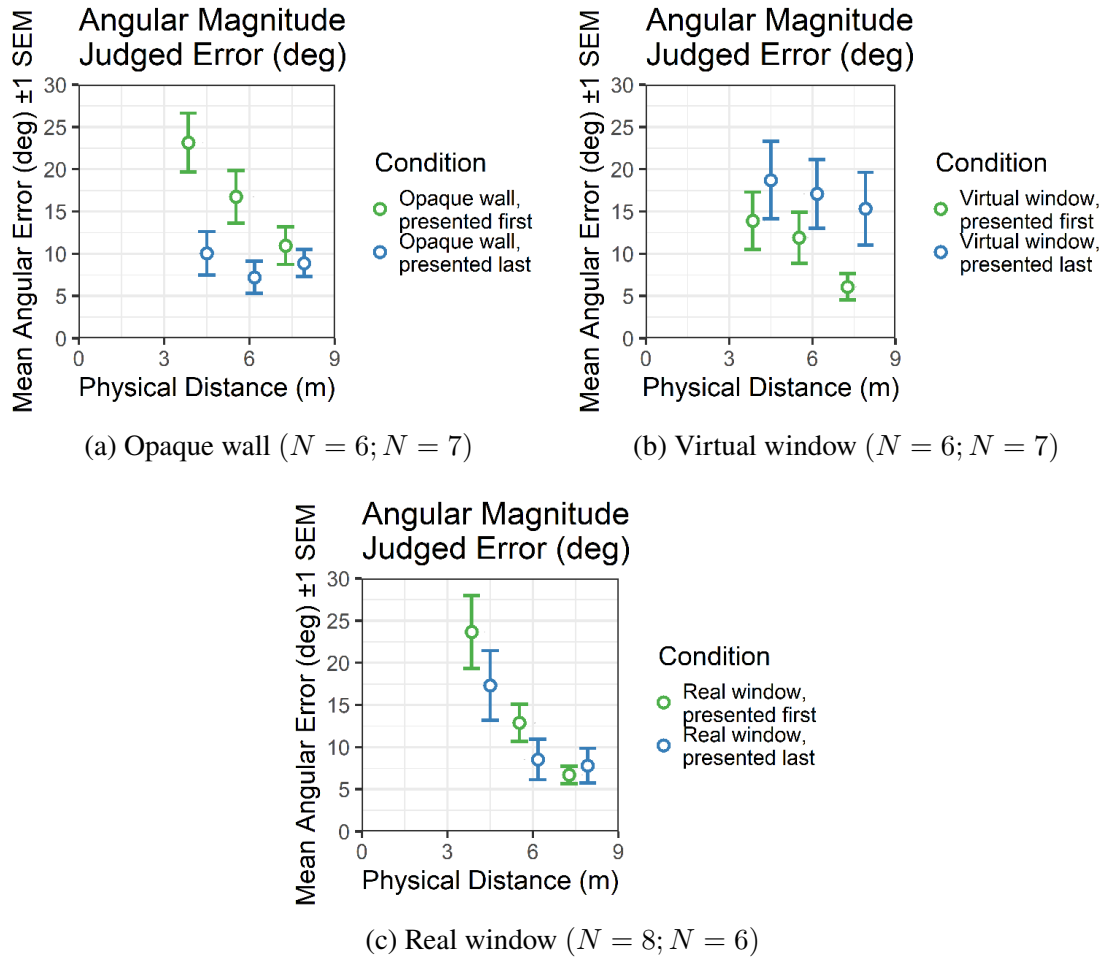 Angular Magnitude
Judged Error (deg)
Mean Angular Error (deg) ±1 SEM
30
25
20
15
10
5
0
0 3 6 9
Physical Distance (m)
Condition
Opaque wall,
presented first
Opaque wall,
presented last
(a) Opaque wall (N = 6; N = 7)
Angular Magnitude
Judged Error (deg)
Mean Angular Error (deg) ±1 SEM
30
25
20
15
10
5
0
0 3 6 9
Physical Distance (m)
Condition
Virtual window,
presented first
Virtual window,
presented last
(b) Virtual window (N = 6; N = 7)
Angular Magnitude
Judged Error (deg)
Mean Angular Error (deg) ±1 SEM
30
25
20
15
10
5
0
0 3 6 9
Physical Distance (m)
Condition
Real window,
presented first
Real window,
presented last
(c) Real window (N = 8; N = 6)